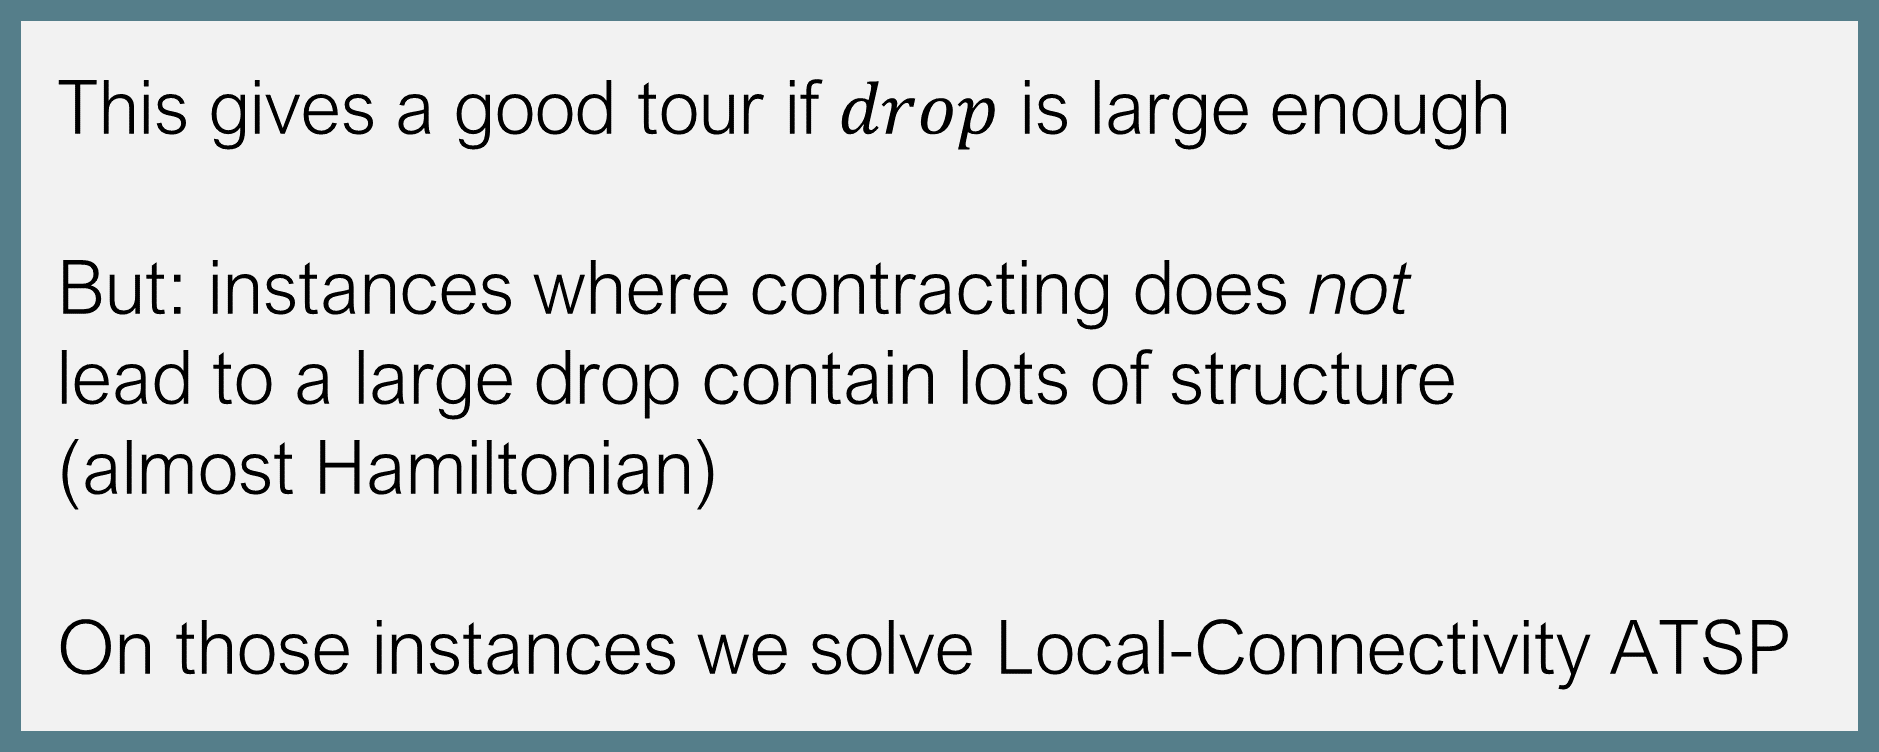 This gives a good tour if drop is large enough
But: instances where contracting does not
lead to a large drop contain lots of structure
(almost Hamiltonian)
On those instances we solve Local-Connectivity ATSP